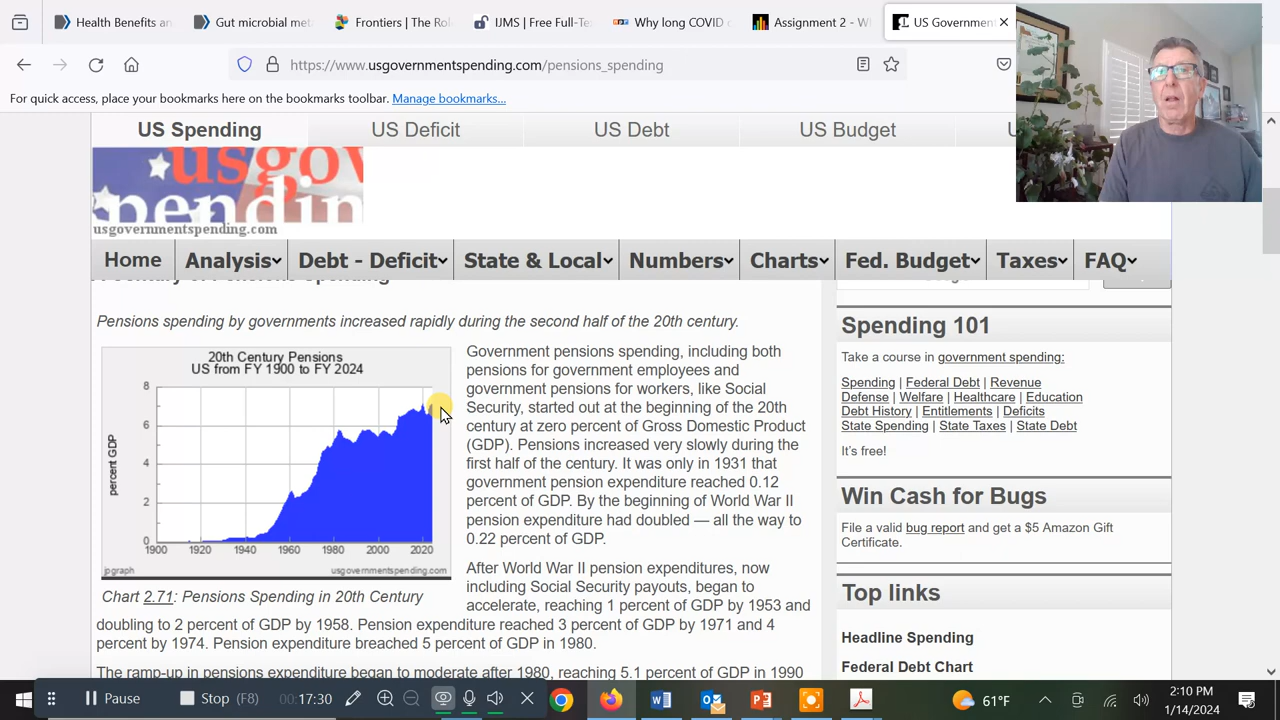 Health Benefits an
Gut microbial met
Frontiers | The Ro
IJMS | Free Full-Te
Why long COVID c
Assignment 2 - W
US Government
https://www.usgovernmentspending.com/pensions_spending
For quick access, place your bookmarks here on the bookmarks toolbar. Manage bookmarks...
US Spending
US Deficit
US Debt
US Budget
usgov
spendin
usgovernmentspending.com
Home
Analysis
Debt - Deficit
State & Local
Numbers
Charts
Fed. Budget
Taxes
FAQ
A Century of Pensions Spending
Pensions spending by governments increased rapidly during the second half of the 20th century.
20th Century Pensions
US from FY 1900 to FY 2024
percent GDP
8
6
4
2
0
1900 1920 1940 1960 1980 2000 2020
jpgraph
usgovernmentspending.com
Chart 2.71: Pensions Spending in 20th Century
Government pensions spending, including both
pensions for government employees and
government pensions for workers, like Social
Security, started out at the beginning of the 20th
century at zero percent of Gross Domestic Product
(GDP). Pensions increased very slowly during the
first half of the century. It was only in 1931 that
government pension expenditure reached 0.12
percent of GDP. By the beginning of World War II
pension expenditure had doubled — all the way to
0.22 percent of GDP.
After World War II pension expenditures, now
including Social Security payouts, began to
accelerate, reaching 1 percent of GDP by 1953 and
doubling to 2 percent of GDP by 1958. Pension expenditure reached 3 percent of GDP by 1971 and 4
percent by 1974. Pension expenditure breached 5 percent of GDP in 1980.
The ramp-up in pensions expenditure began to moderate after 1980, reaching 5.1 percent of GDP in 1990
Spending 101
Take a course in government spending:
Spending | Federal Debt | Revenue
Defense | Welfare | Healthcare | Education
Debt History | Entitlements | Deficits
State Spending | State Taxes | State Debt
It's free!
Win Cash for Bugs
File a valid bug report and get a $5 Amazon Gift
Certificate.
Top links
Headline Spending
Federal Debt Chart
Pause
Stop (F8)
00:17:30
61°F
2:10 PM
1/14/2024